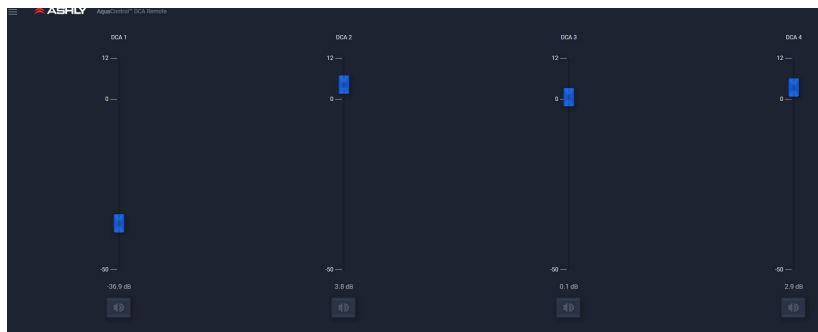 ASHLY AquaControl™ DCA Remote
DCA 1 DCA 2 DCA 3 DCA 4
12 12 12 12
0 0 0 0
-50 -50 -50 -50
-36.9 dB 3.8 dB 0.1 dB 2.9 dB